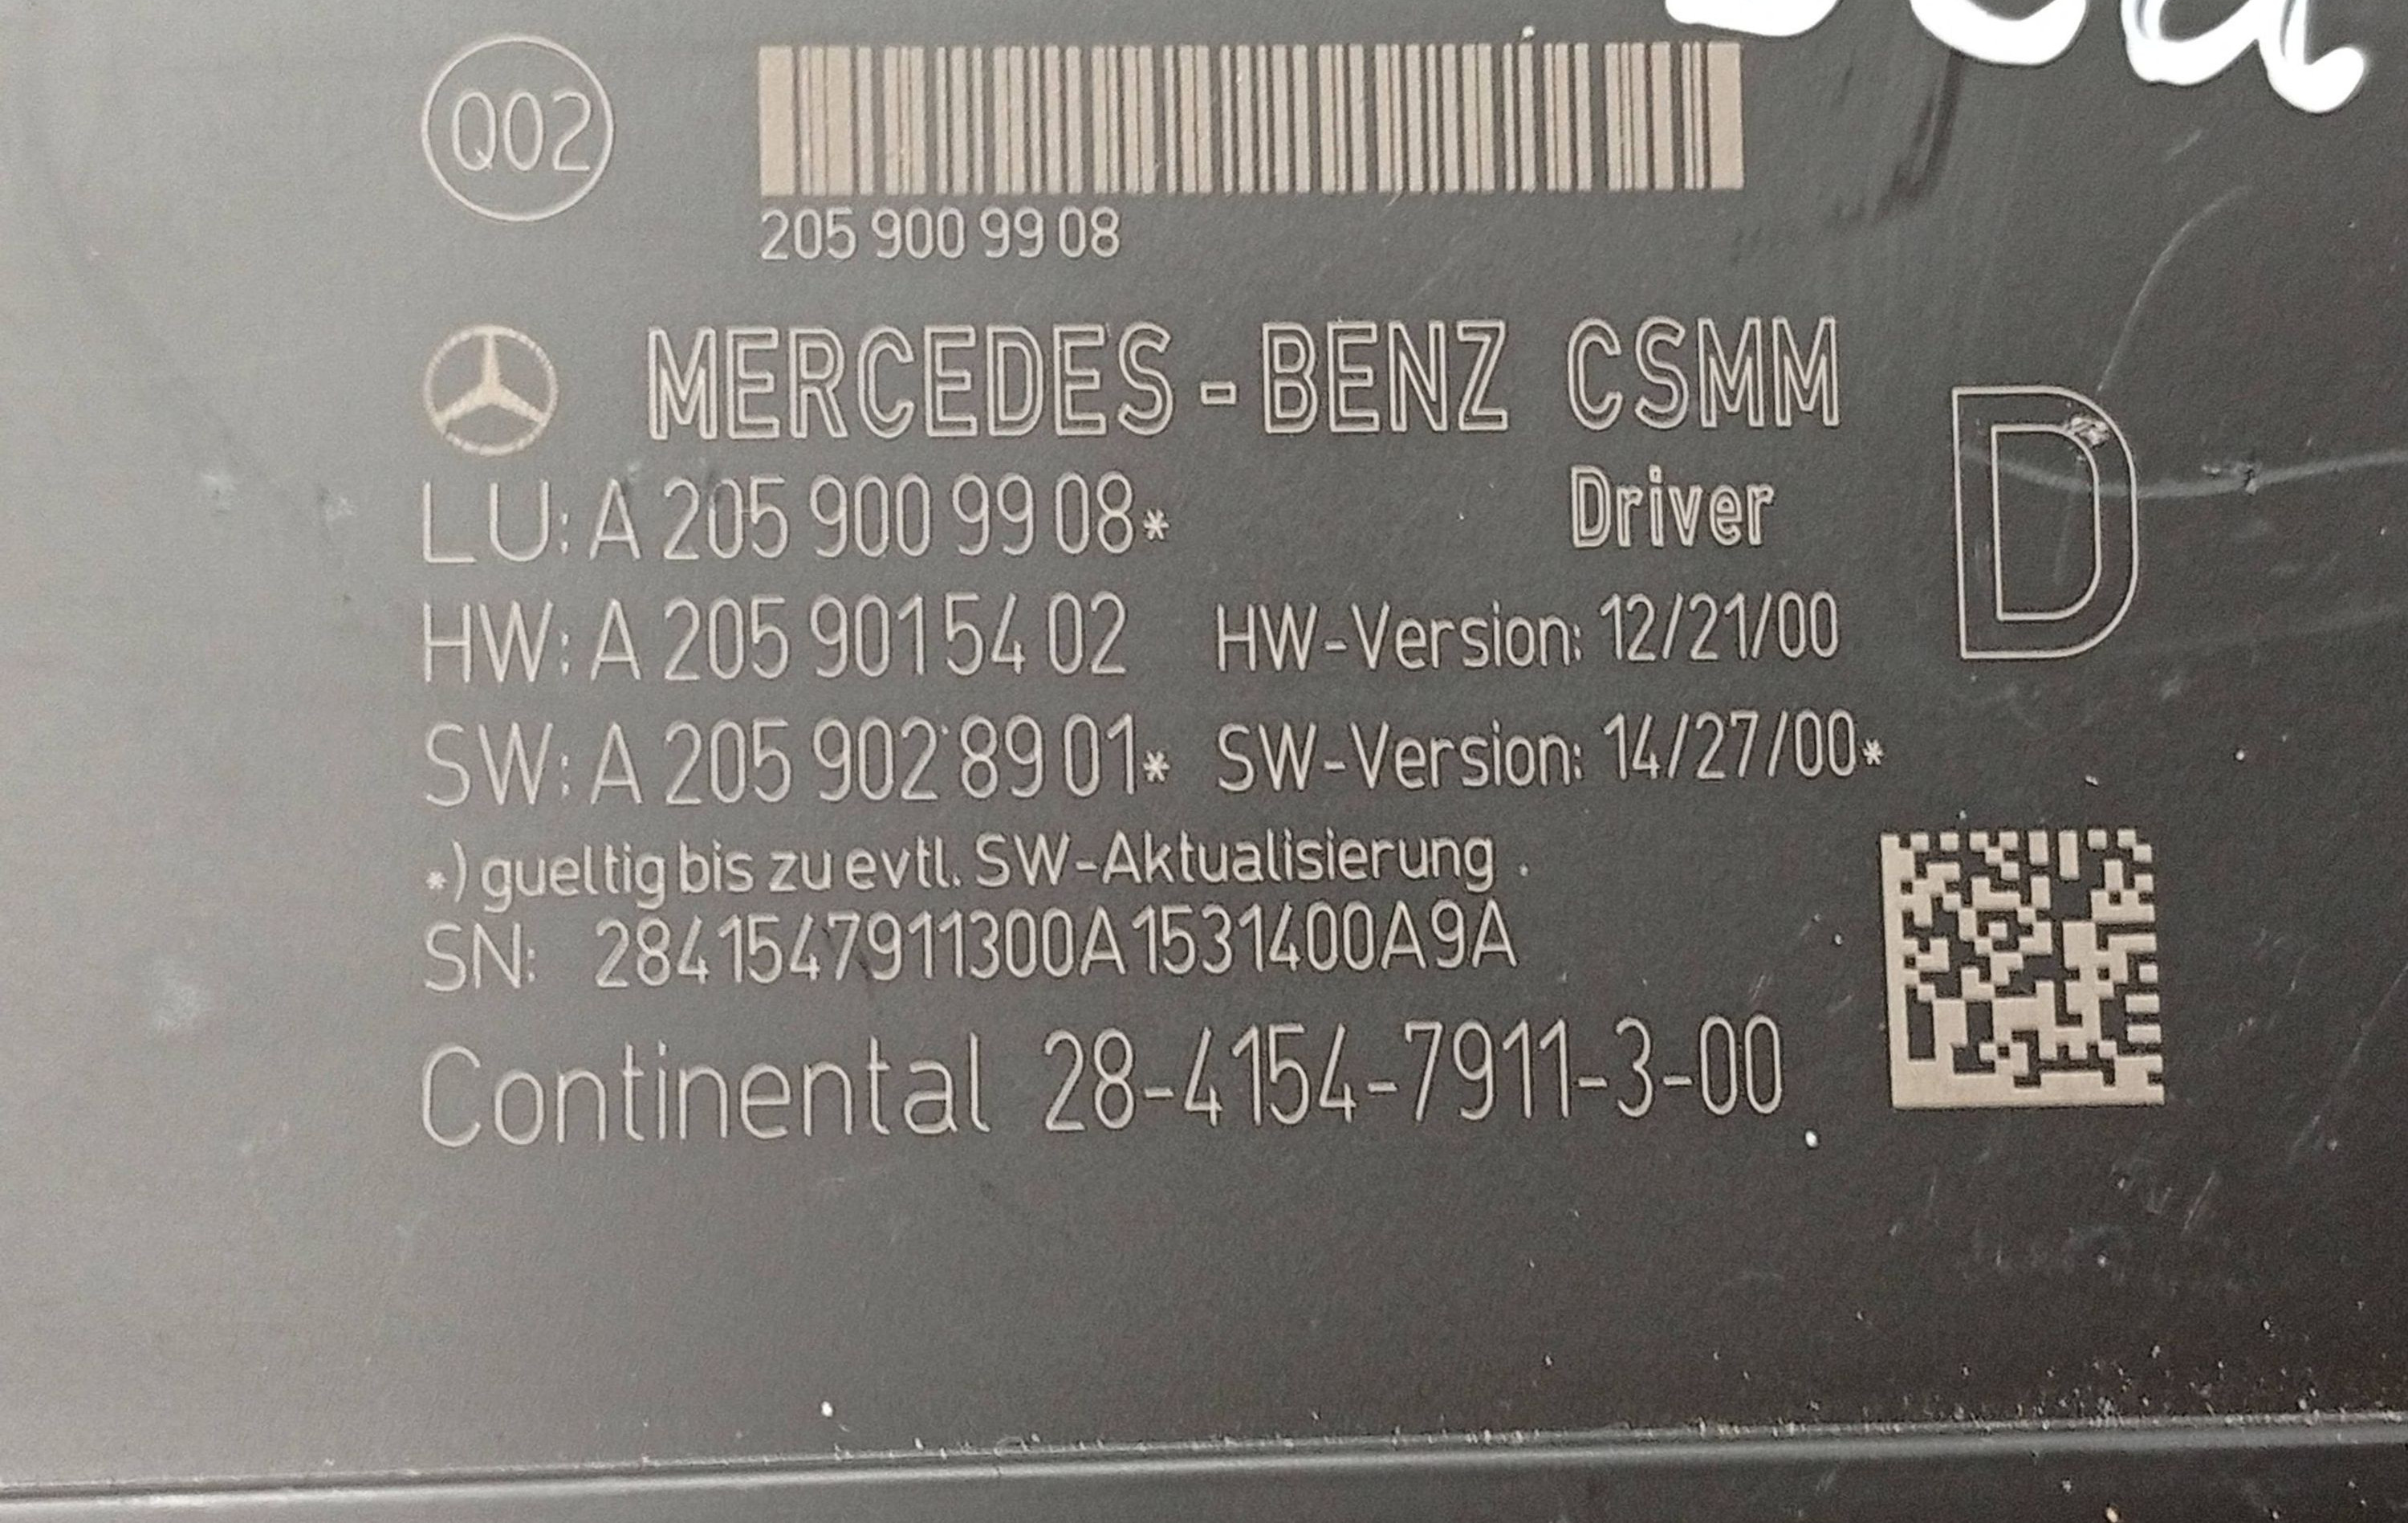 Q02
205 900 99 08
MERCEDES-BENZ CSMM
Driver
D
LU: A 205 900 99 08*
HW: A 205 901 54 02 HW-Version: 12/21/00
SW: A 205 902 89 01* SW-Version: 14/27/00*
*) gueltig bis zu evtl. SW-Aktualisierung
SN: 2841547911300A1531400A9A
Continental 28-4154-7911-3-00